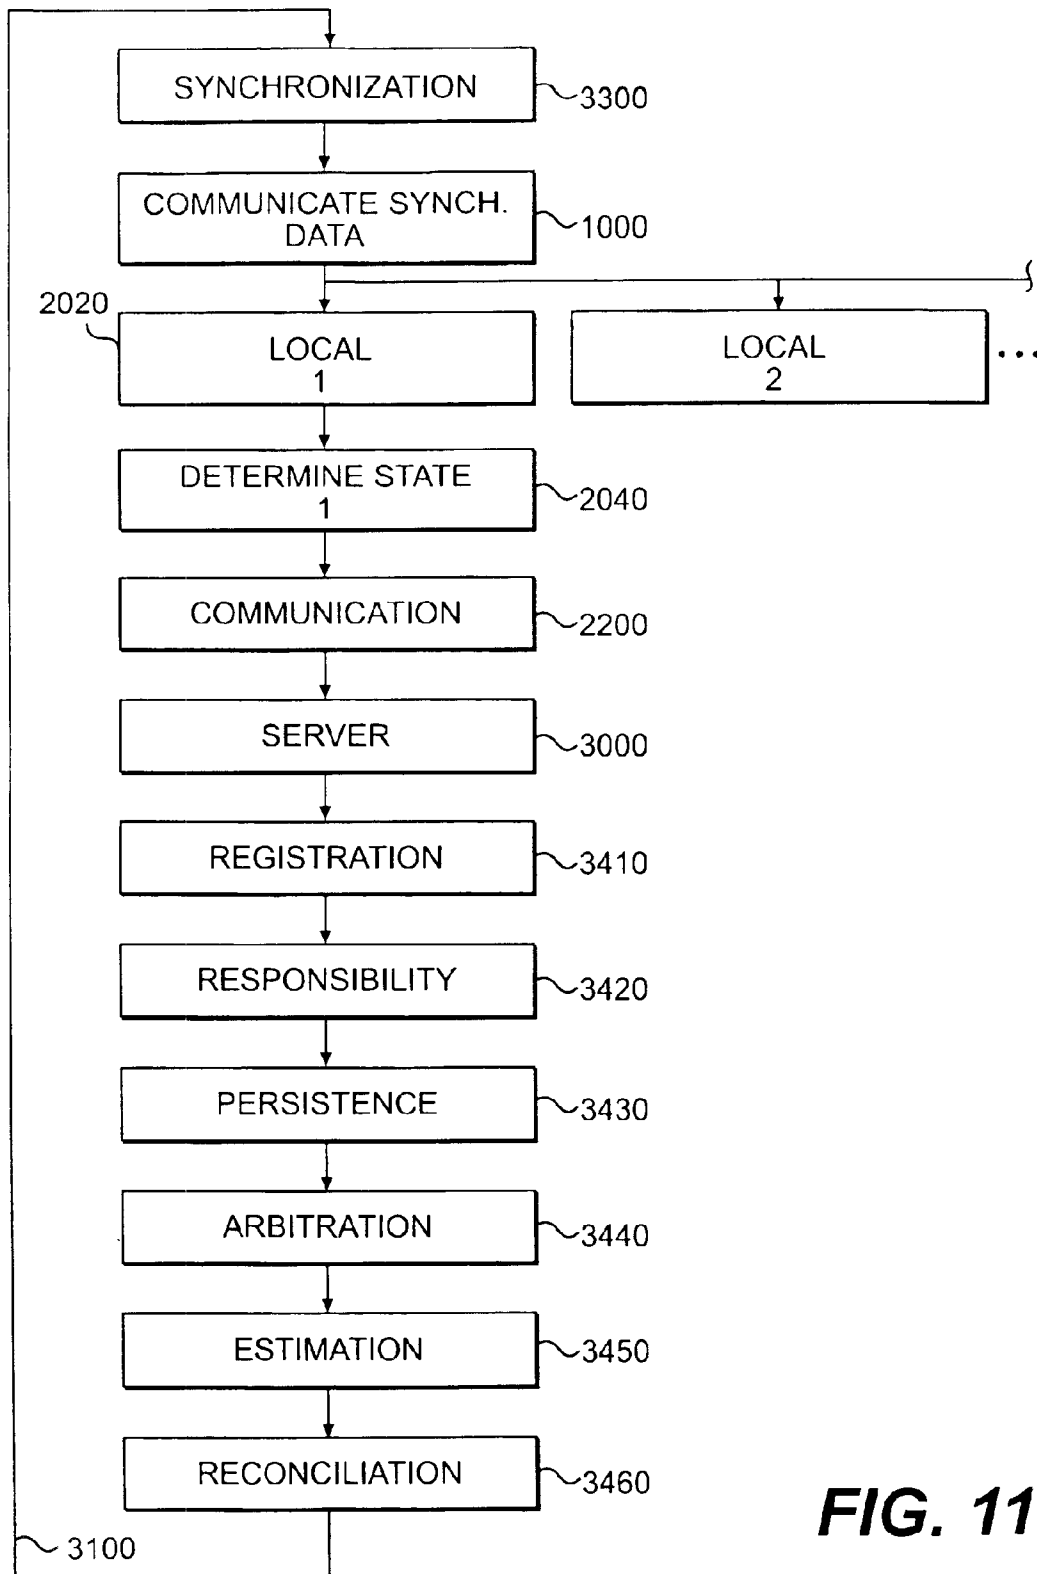 SYNCHRONIZATION
3300
COMMUNICATE SYNCH.
DATA
1000
2020
LOCAL
1
LOCAL
2
...
DETERMINE STATE
1
2040
COMMUNICATION
2200
SERVER
3000
REGISTRATION
3410
RESPONSIBILITY
3420
PERSISTENCE
3430
ARBITRATION
3440
ESTIMATION
3450
RECONCILIATION
3460
3100
FIG. 11